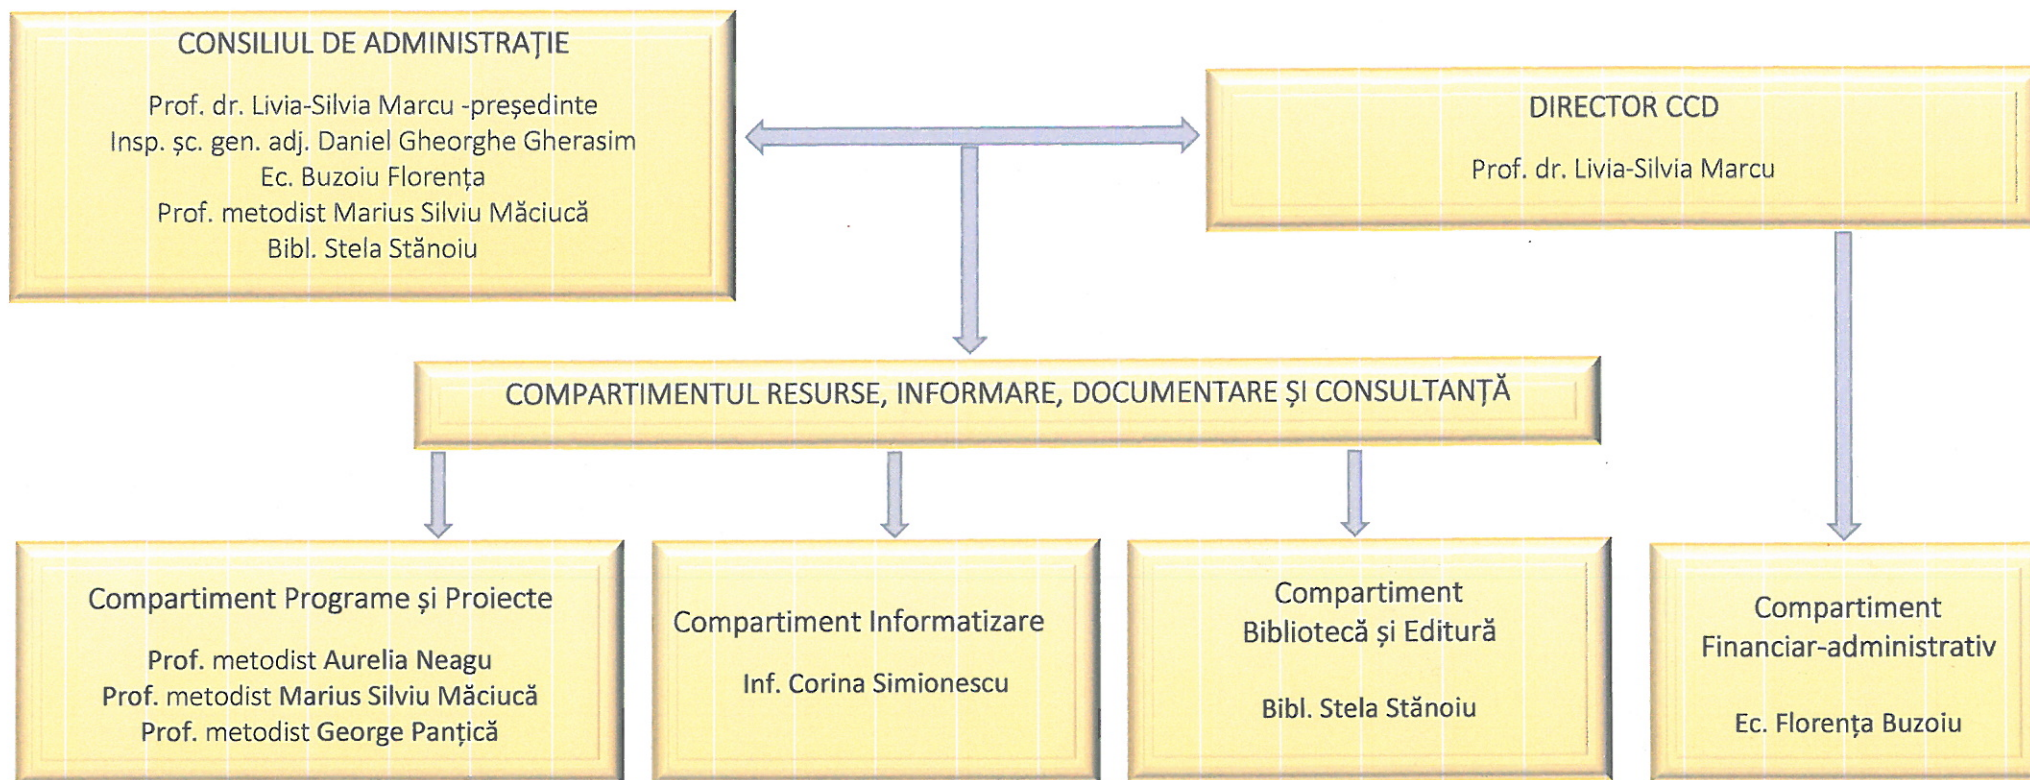 CONSILIUL DE ADMINISTRAȚIE
Prof. dr. Livia-Silvia Marcu -președinte
Insp. șc. gen. adj. Daniel Gheorghe Gherasim
Ec. Buzoiu Florența
Prof. metodist Marius Silviu Măciucă
Bibl. Stela Stănoiu
DIRECTOR CCD
Prof. dr. Livia-Silvia Marcu
COMPARTIMENTUL RESURSE, INFORMARE, DOCUMENTARE ȘI CONSULTANȚĂ
Compartiment Programe și Proiecte
Prof. metodist Aurelia Neagu
Prof. metodist Marius Silviu Măciucă
Prof. metodist George Panțică
Compartiment Informatizare
Inf. Corina Simionescu
Compartiment
Bibliotecă și Editură
Bibl. Stela Stănoiu
Compartiment
Financiar-administrativ
Ec. Florența Buzoiu